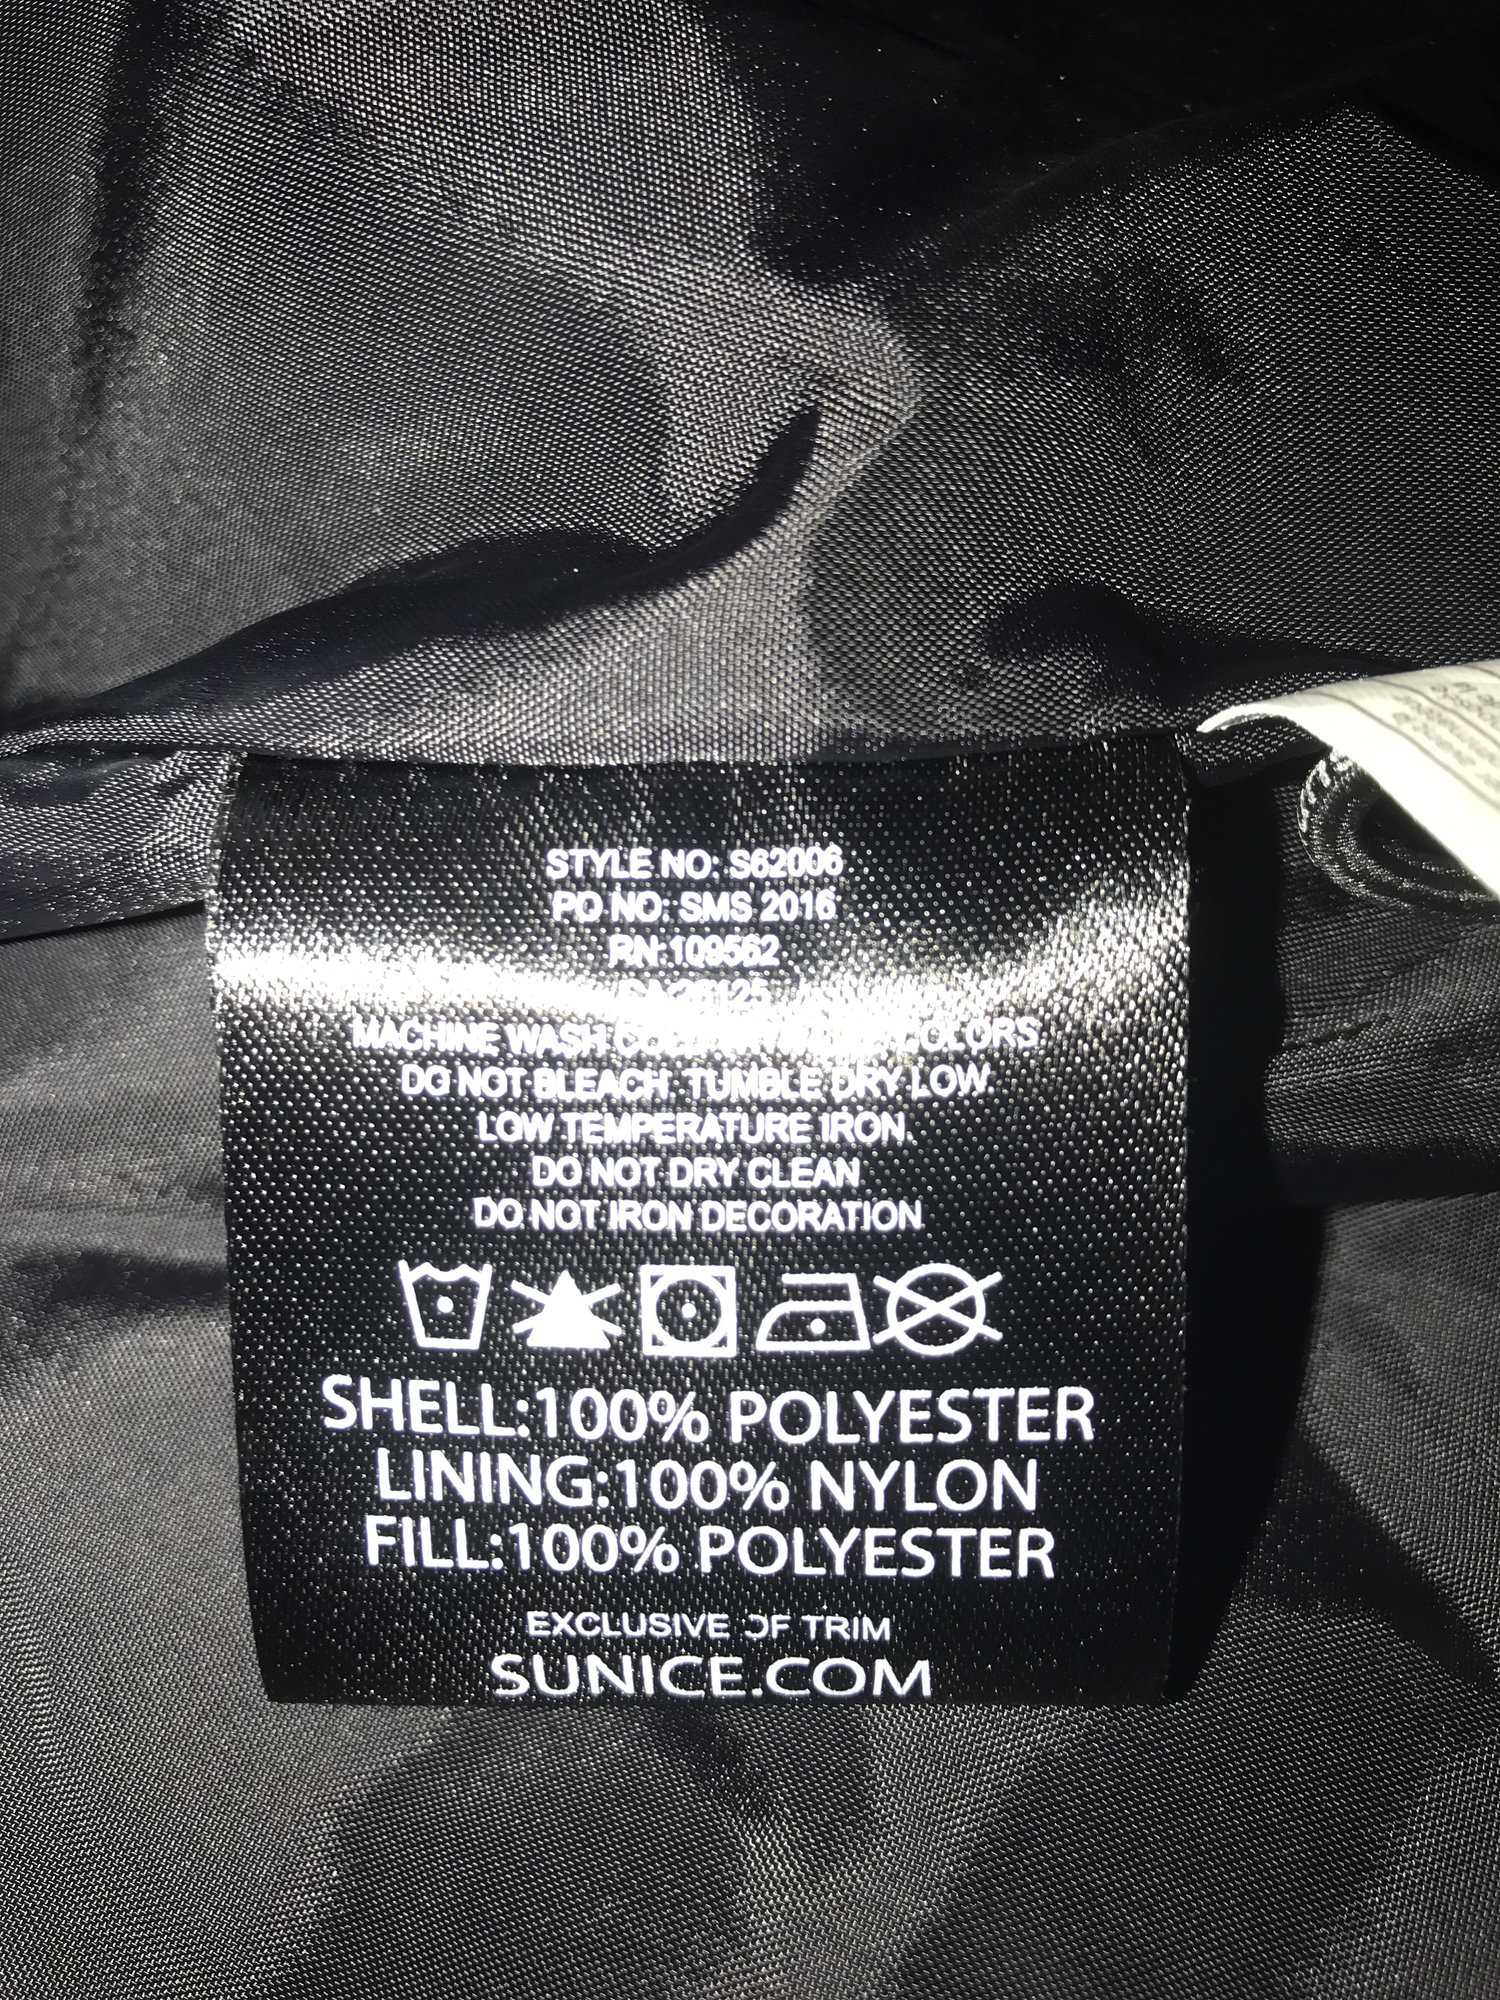 STYLE NO: S62006
PO NO: SMS 2016
RN:109562
MACHINE WASH COLORS
DO NOT BLEACH. TUMBLE DRY LOW
LOW TEMPERATURE IRON.
DO NOT DRY CLEAN
DO NOT IRON DECORATION
SHELL:100% POLYESTER
LINING:100% NYLON
FILL:100% POLYESTER
EXCLUSIVE OF TRIM
SUNICE.COM